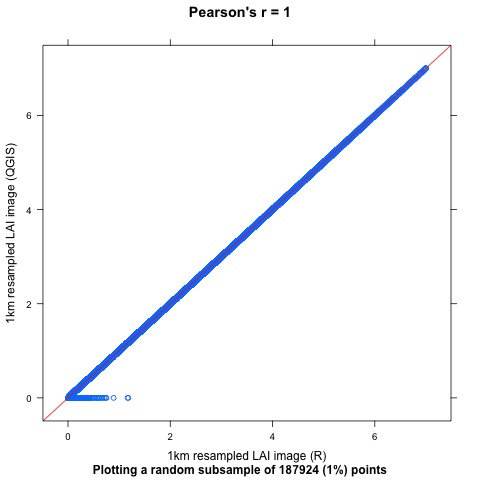 Pearson's r = 1
1km resampled LAI image (QGIS)
6
4
2
0
0 2 4 6
1km resampled LAI image (R)
Plotting a random subsample of 187924 (1%) points